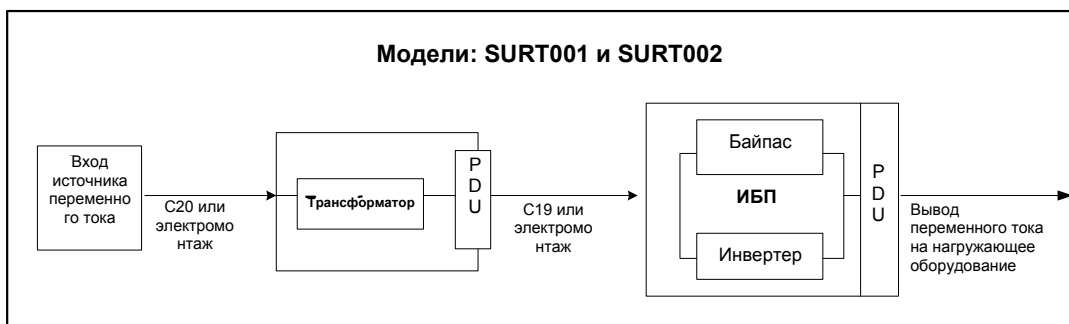 Модели: SURT001 и SURT002
Вход
источника
переменно
го тока
C20 или
электромо
нтаж
Трансформатор
P
D
U
C19 или
электромо
нтаж
Байпас
ИБП
Инвертер
P
D
U
Вывод
переменного тока
на нагружающее
оборудование